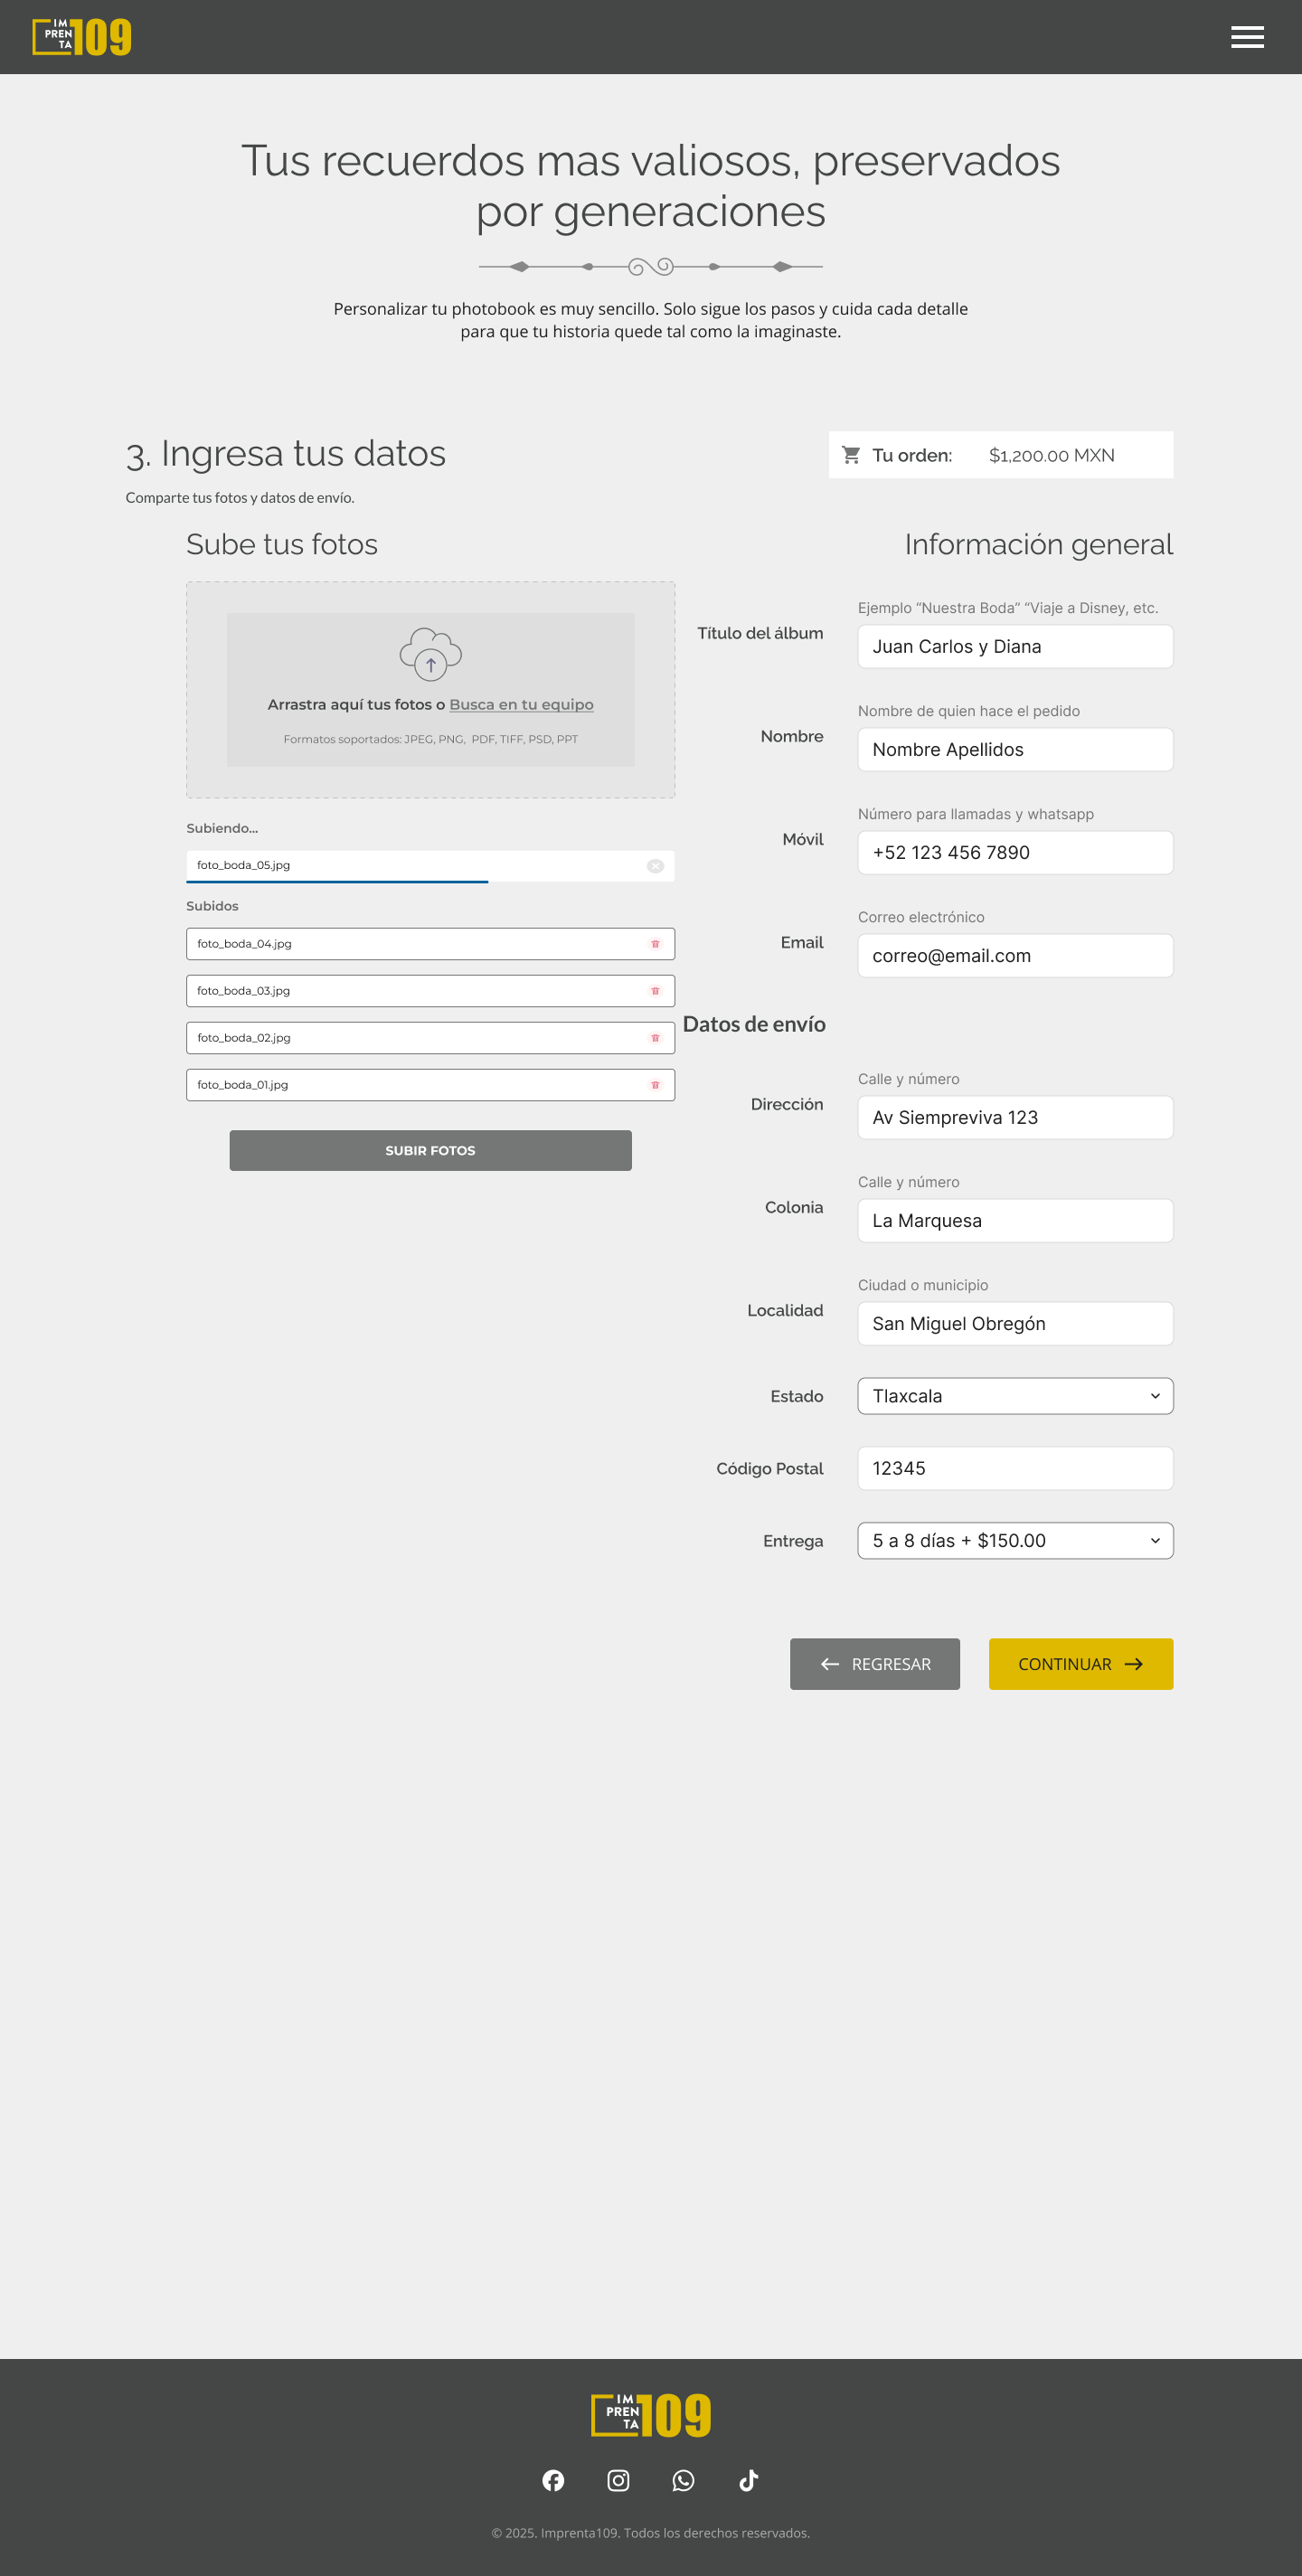 IM
PREN
TA
109
Tus recuerdos mas valiosos, preservados
por generaciones
Personalizar tu photobook es muy sencillo. Solo sigue los pasos y cuida cada detalle
para que tu historia quede tal como la imaginaste.
3. Ingresa tus datos
Tu orden: $1,200.00 MXN
Comparte tus fotos y datos de envío.
Sube tus fotos
Arrastra aquí tus fotos o Busca en tu equipo
Formatos soportados: JPEG, PNG, PDF, TIFF, PSD, PPT
Subiendo...
foto_boda_05.jpg
Subidos
foto_boda_04.jpg
foto_boda_03.jpg
foto_boda_02.jpg
foto_boda_01.jpg
SUBIR FOTOS
Información general
Ejemplo “Nuestra Boda” “Viaje a Disney, etc.
Título del álbum
Juan Carlos y Diana
Nombre de quien hace el pedido
Nombre
Nombre Apellidos
Número para llamadas y whatsapp
Móvil
+52 123 456 7890
Correo electrónico
Email
correo@email.com
Datos de envío
Calle y número
Dirección
Av Siempreviva 123
Calle y número
Colonia
La Marquesa
Ciudad o municipio
Localidad
San Miguel Obregón
Estado
Tlaxcala
Código Postal
12345
Entrega
5 a 8 días + $150.00
REGRESAR
CONTINUAR
IM
PREN
TA
109
© 2025. Imprenta109. Todos los derechos reservados.